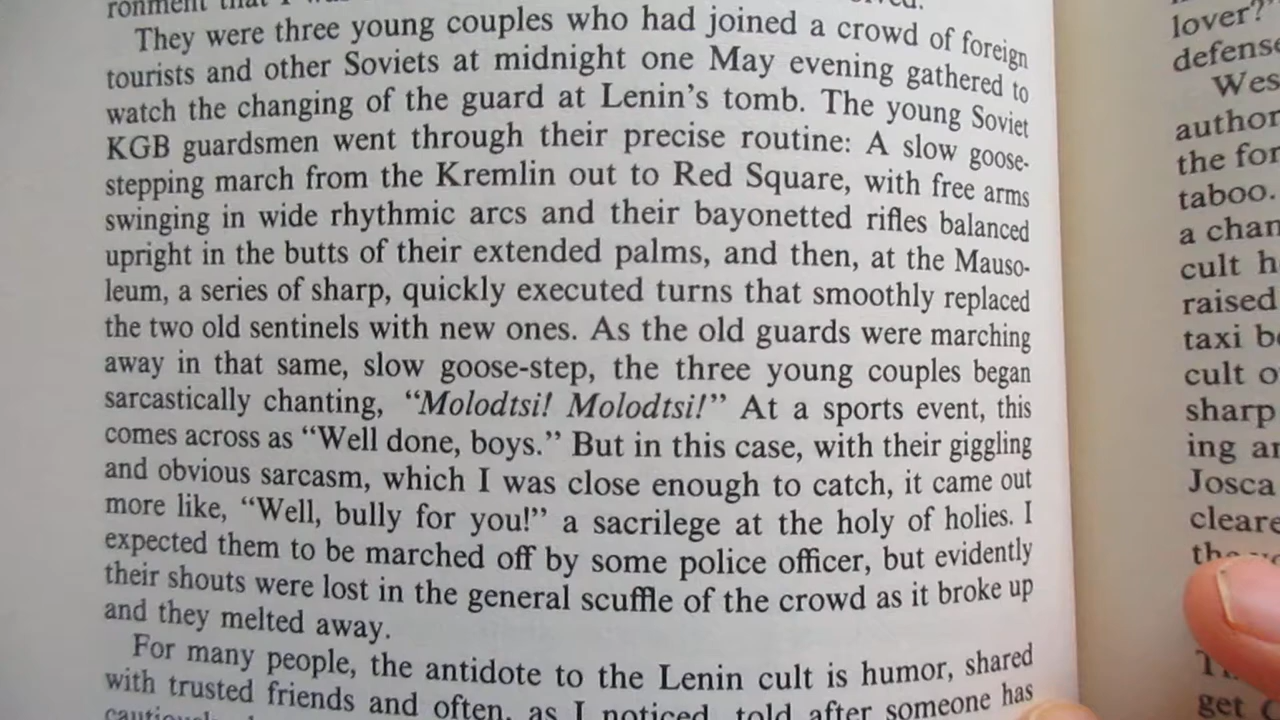 They were three young couples who had joined a crowd of foreign
tourists and other Soviets at midnight one May evening gathered to
watch the changing of the guard at Lenin's tomb. The young Soviet
KGB guardsmen went through their precise routine: A slow goose-
stepping march from the Kremlin out to Red Square, with free arms
swinging in wide rhythmic arcs and their bayonetted rifles balanced
upright in the butts of their extended palms, and then, at the Mauso-
leum, a series of sharp, quickly executed turns that smoothly replaced
the two old sentinels with new ones. As the old guards were marching
away in that same, slow goose-step, the three young couples began
sarcastically chanting, “Molodtsi! Molodtsi!” At a sports event, this
comes across as “Well done, boys.” But in this case, with their giggling
and obvious sarcasm, which I was close enough to catch, it came out
more like, “Well, bully for you!” a sacrilege at the holy of holies. I
expected them to be marched off by some police officer, but evidently
their shouts were lost in the general scuffle of the crowd as it broke up
and they melted away.
For many people, the antidote to the Lenin cult is humor, shared
with trusted friends and often, as I noticed, told after someone has
lover?”
defense
Wes
author
the for
taboo.
a chan
cult h
raised
taxi b
cult o
sharp
ing a
Josca
cleare
get